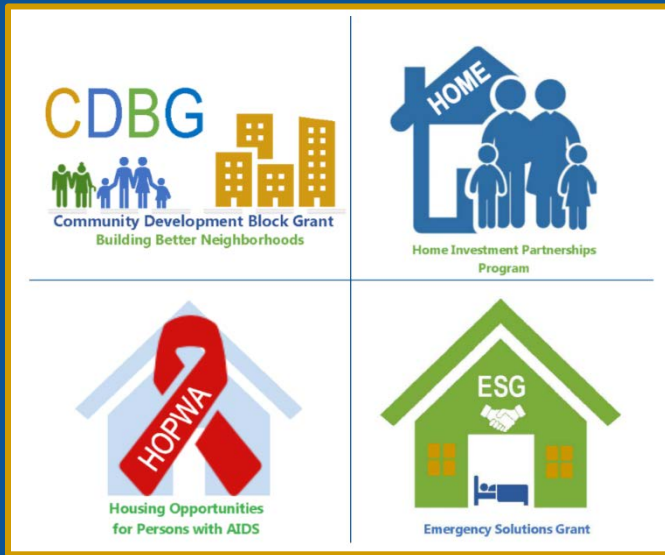 CDBG
Community Development Block Grant
Building Better Neighborhoods
HOME
Home Investment Partnerships
Program
HOPWA
Housing Opportunities
for Persons with AIDS
ESG
Emergency Solutions Grant